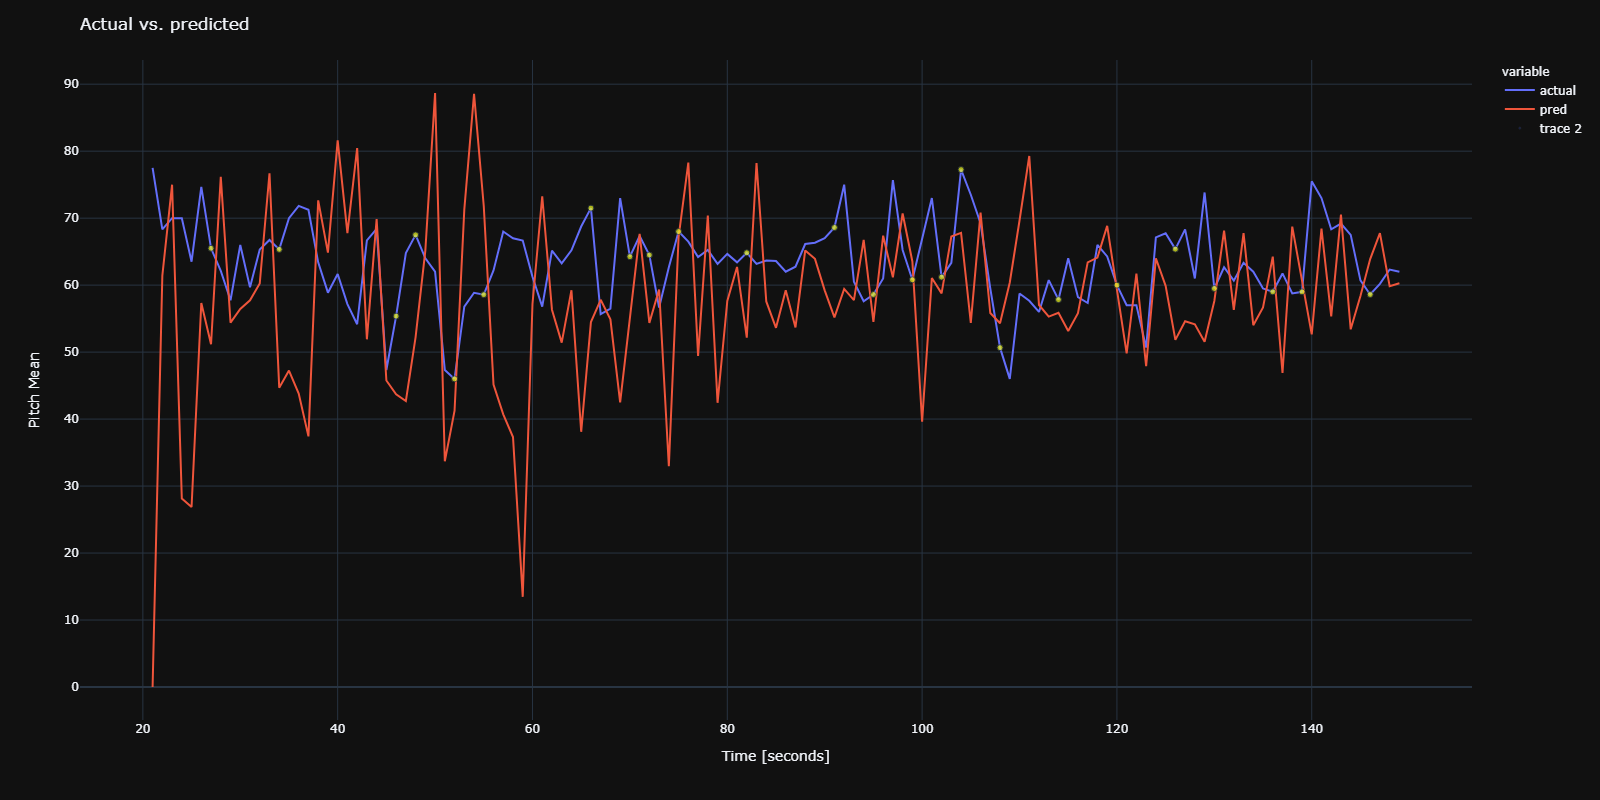 Actual vs. predicted
variable
actual
pred
trace 2
90
80
70
60
50
40
30
20
10
0
Pitch Mean
20 40 60 80 100 120 140
Time [seconds]